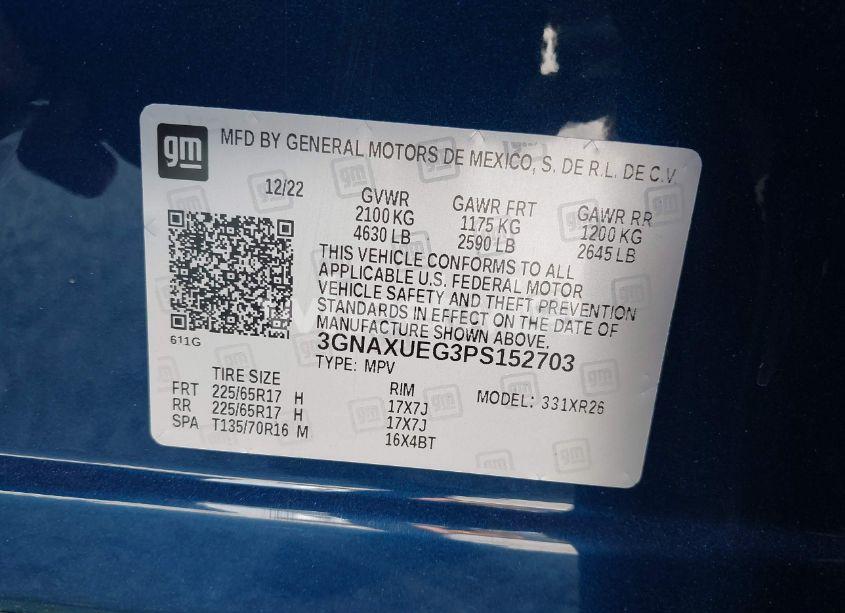 gm MFD BY GENERAL MOTORS DE MEXICO, S. DE R.L. DE C.V.
12/22
GVWR GAWR FRT GAWR RR
2100 KG 1175 KG 1200 KG
4630 LB 2590 LB 2645 LB
THIS VEHICLE CONFORMS TO ALL
APPLICABLE U.S. FEDERAL MOTOR
VEHICLE SAFETY AND THEFT PREVENTION
STANDARDS IN EFFECT ON THE DATE OF
MANUFACTURE SHOWN ABOVE.
611G
3GNAXUEG3PS152703
TYPE: MPV
TIRE SIZE RIM MODEL: 331XR26
FRT 225/65R17 H 17X7J
RR 225/65R17 H 17X7J
SPA T135/70R16 M 16X4BT